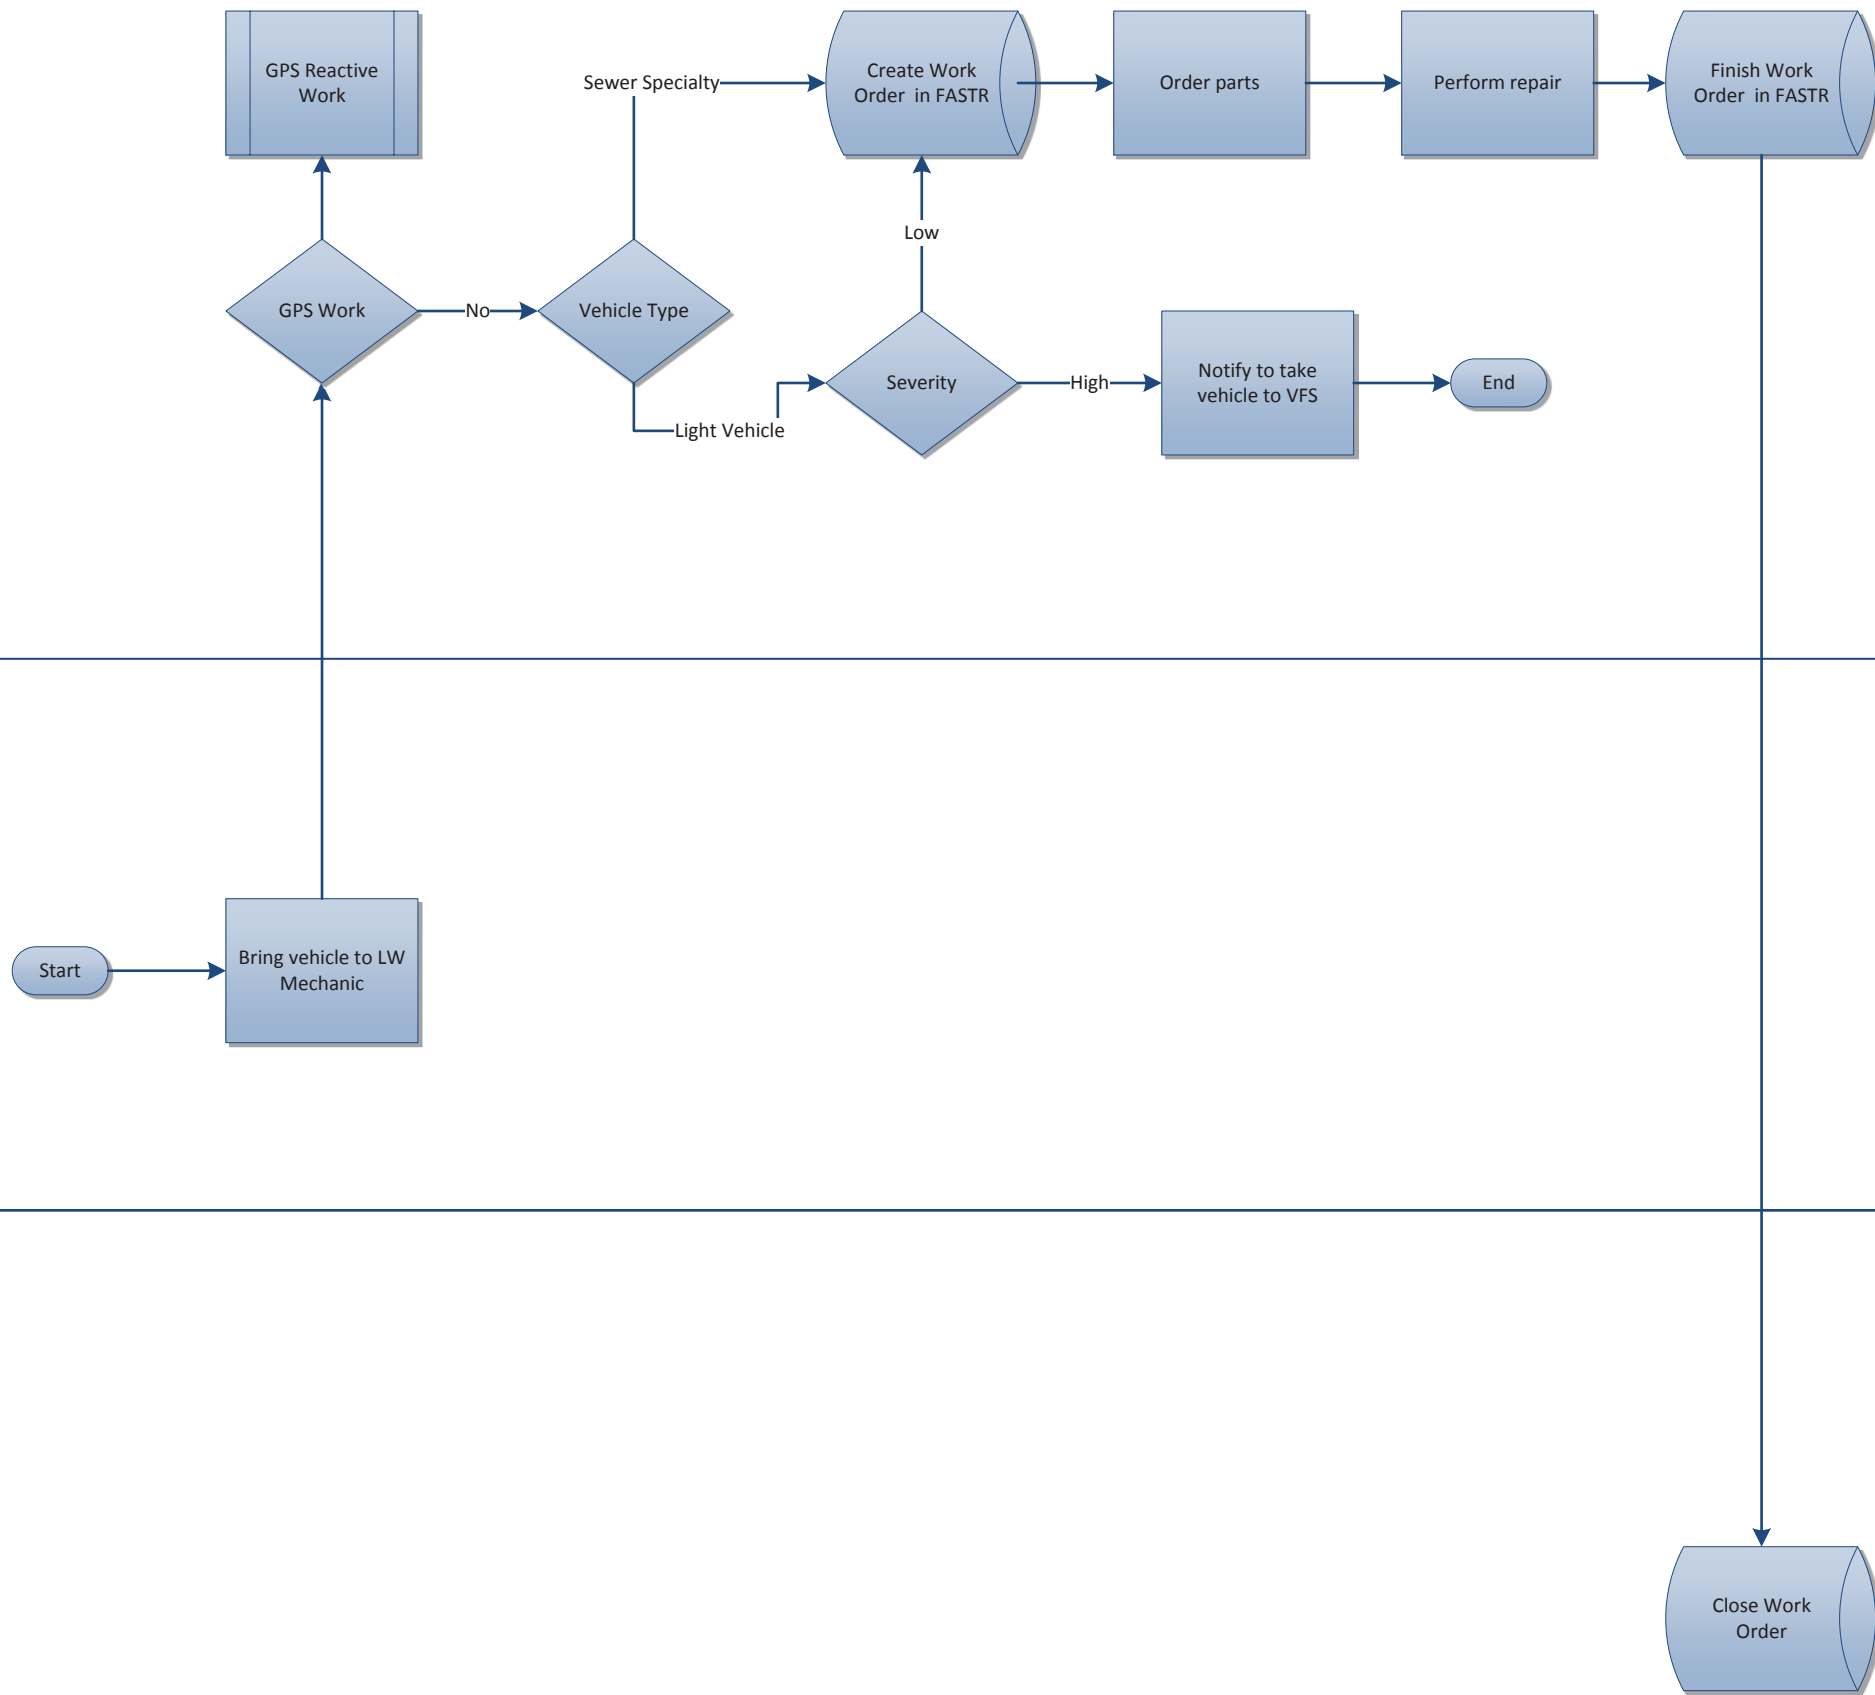 GPS Reactive
Work
Sewer Specialty
Create Work
Order in FASTR
Order parts
Perform repair
Finish Work
Order in FASTR
Low
GPS Work
No
Vehicle Type
Severity
High
Notify to take
vehicle to VFS
End
Light Vehicle
Start
Bring vehicle to LW
Mechanic
Close Work
Order